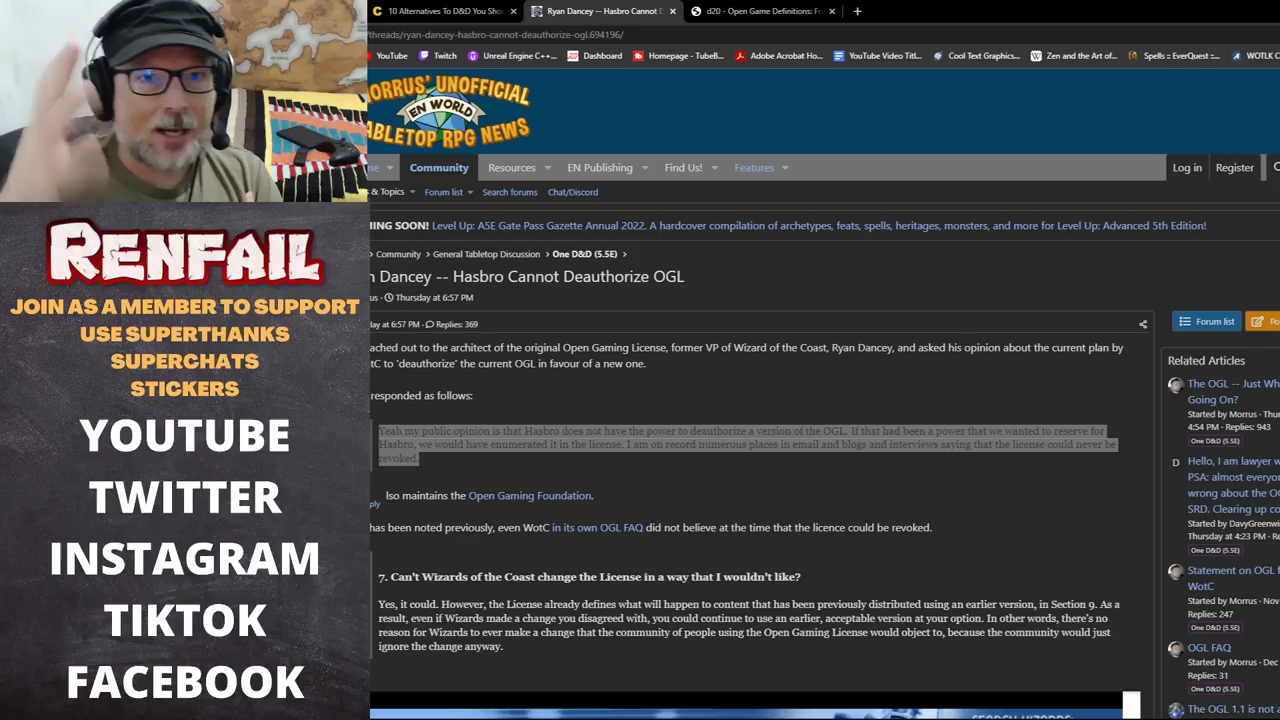 10 Alternatives To D&D You Shou
Ryan Dancey -- Hasbro Cannot D
d20 - Open Game Definitions: Fr
/threads/ryan-dancey-hasbro-cannot-deauthorize-ogl.694196/
YouTube
Twitch
Unreal Engine C++...
Dashboard
Homepage - TubeB...
Adobe Acrobat Ho...
YouTube Video Titl...
Cool Text Graphics...
Zen and the Art of...
Spells :: EverQuest ...
WOTLK C
MORRUS' UNOFFICIAL
EN WORLD
TABLETOP RPG NEWS
me
Community
Resources
EN Publishing
Find Us!
Features
Log in
Register
s & Topics
Forum list
Search forums
Chat/Discord
MING SOON! Level Up: A5E Gate Pass Gazette Annual 2022. A hardcover compilation of archetypes, feats, spells, heritages, monsters, and more for Level Up: Advanced 5th Edition!
Community > General Tabletop Discussion > One D&D (5.5E) >
n Dancey -- Hasbro Cannot Deauthorize OGL
us · Thursday at 6:57 PM
day at 6:57 PM · Replies: 369
Forum list
Po
ached out to the architect of the original Open Gaming License, former VP of Wizard of the Coast, Ryan Dancey, and asked his opinion about the current plan by
tC to 'deauthorize' the current OGL in favour of a new one.
responded as follows:
Yeah my public opinion is that Hasbro does not have the power to deauthorize a version of the OGL. If that had been a power that we wanted to reserve for
Hasbro, we would have enumerated it in the license. I am on record numerous places in email and blogs and interviews saying that the license could never be
revoked.
ply
lso maintains the Open Gaming Foundation.
has been noted previously, even WotC in its own OGL FAQ did not believe at the time that the licence could be revoked.
7. Can't Wizards of the Coast change the License in a way that I wouldn't like?
Yes, it could. However, the License already defines what will happen to content that has been previously distributed using an earlier version, in Section 9. As a
result, even if Wizards made a change you disagreed with, you could continue to use an earlier, acceptable version at your option. In other words, there's no
reason for Wizards to ever make a change that the community of people using the Open Gaming License would object to, because the community would just
ignore the change anyway.
Related Articles
The OGL -- Just Wh
Going On?
Started by Morrus · Thur
4:54 PM · Replies: 943
One D&D (5.5E)
D
Hello, I am lawyer w
PSA: almost everyon
wrong about the OG
SRD. Clearing up co
Started by DavyGreenwi
Thursday at 4:23 PM
One D&D (5.5E)
Statement on OGL f
WotC
Started by Morrus · Nov
Replies: 247
One D&D (5.5E)
OGL FAQ
Started by Morrus · Dec
Replies: 31
One D&D (5.5E)
The OGL 1.1 is not a
RENFAIL
JOIN AS A MEMBER TO SUPPORT
USE SUPERTHANKS
SUPERCHATS
STICKERS
YOUTUBE
TWITTER
INSTAGRAM
TIKTOK
FACEBOOK